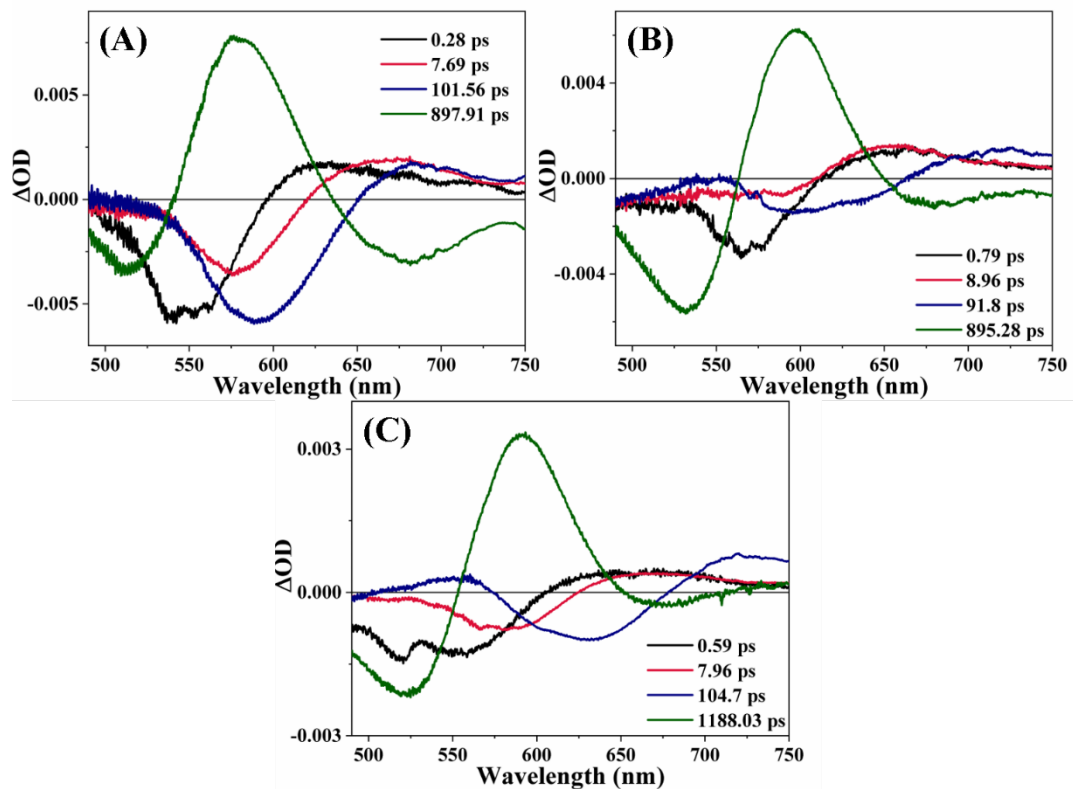 (A)
0.28 ps
7.69 ps
101.56 ps
897.91 ps
0.005
0.000
-0.005
ΔOD
500 550 600 650 700 750
Wavelength (nm)
(B)
0.004
0.000
-0.004
ΔOD
0.79 ps
8.96 ps
91.8 ps
895.28 ps
500 550 600 650 700 750
Wavelength (nm)
(C)
0.003
0.000
-0.003
ΔOD
0.59 ps
7.96 ps
104.7 ps
1188.03 ps
500 550 600 650 700 750
Wavelength (nm)